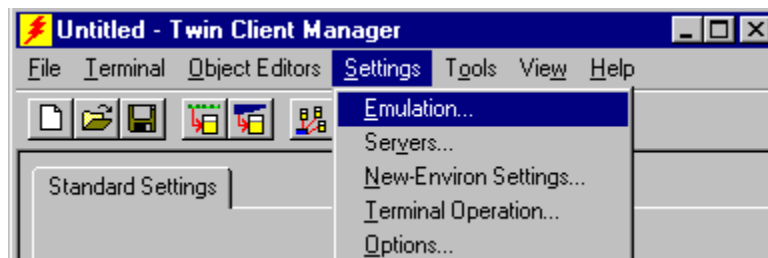 Untitled - Twin Client Manager
File Terminal Object Editors Settings Tools View Help
Emulation...
Servers...
Standard Settings
New-Environ Settings...
Terminal Operation...
Options...